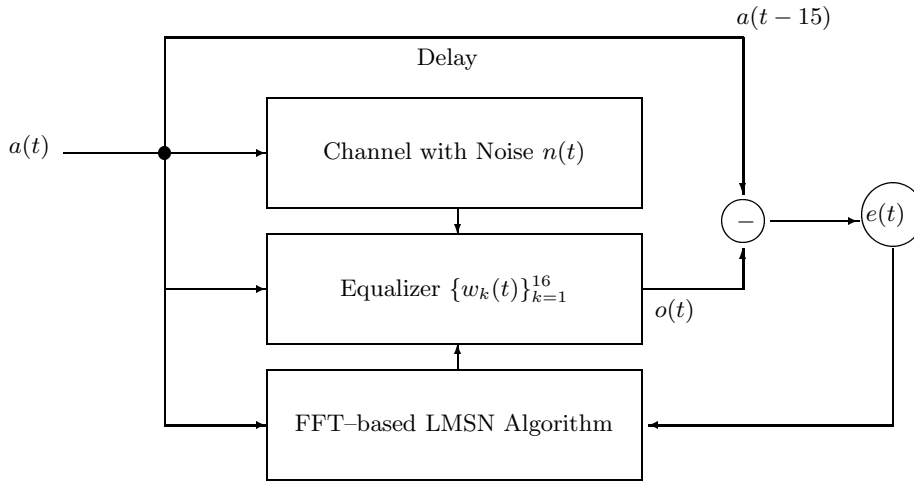 a(t − 15)
Delay
a(t)
Channel with Noise n(t)
−
e(t)
Equalizer {w_k(t)}_{k=1}^{16}
o(t)
FFT–based LMSN Algorithm